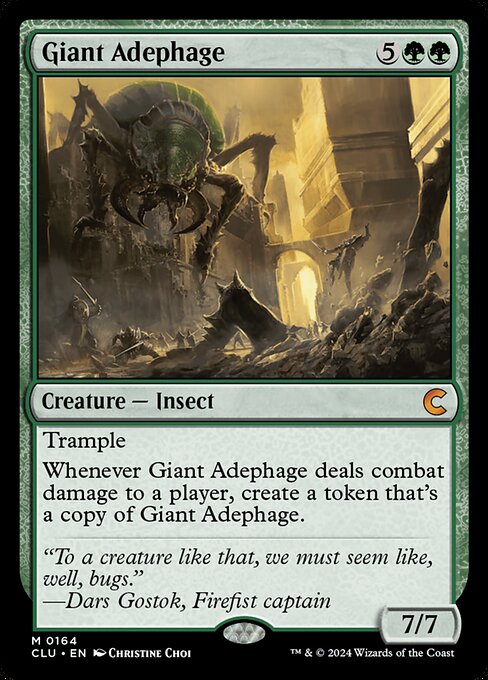 Giant Adephage 5
Creature — Insect
Trample
Whenever Giant Adephage deals combat
damage to a player, create a token that's
a copy of Giant Adephage.
“To a creature like that, we must seem like,
well, bugs.”
—Dars Gostok, Firefist captain
7/7
M 0164
CLU • EN Christine Choi
™ & © 2024 Wizards of the Coast